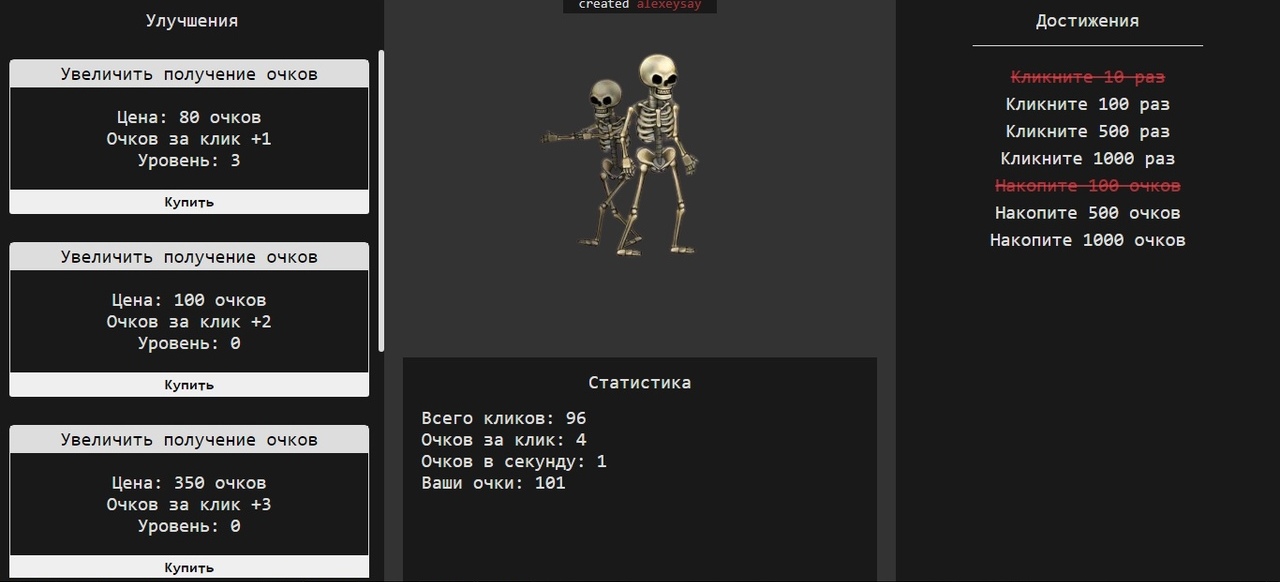 Улучшения
Увеличить получение очков
Цена: 80 очков
Очков за клик +1
Уровень: 3
Купить
Увеличить получение очков
Цена: 100 очков
Очков за клик +2
Уровень: 0
Купить
Увеличить получение очков
Цена: 350 очков
Очков за клик +3
Уровень: 0
Купить
created alexeysay
Статистика
Всего кликов: 96
Очков за клик: 4
Очков в секунду: 1
Ваши очки: 101
Достижения
Кликните 10 раз
Кликните 100 раз
Кликните 500 раз
Кликните 1000 раз
Накопите 100 очков
Накопите 500 очков
Накопите 1000 очков